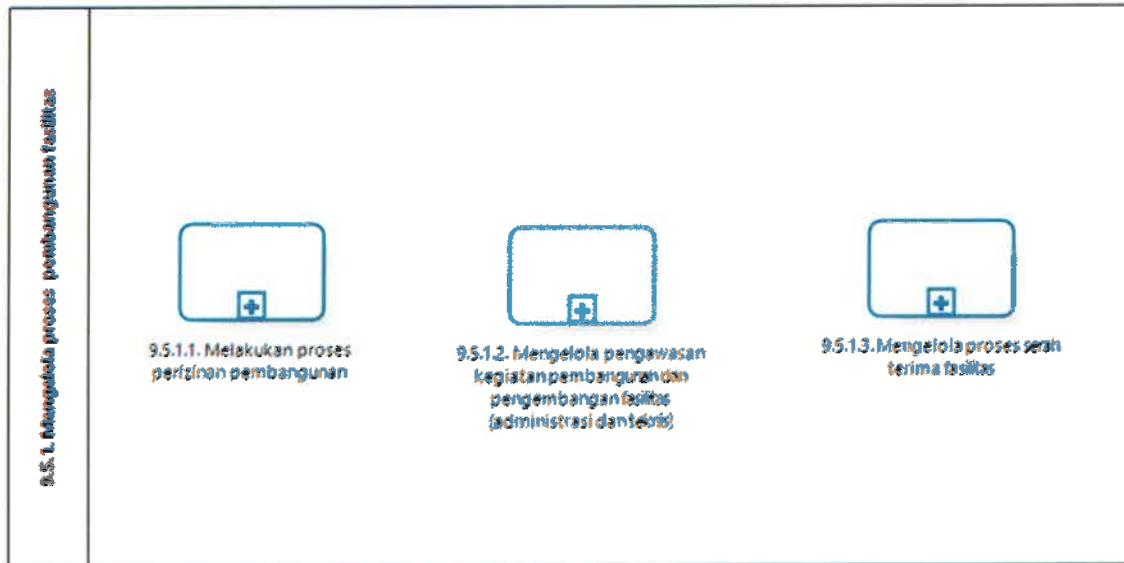 9.5.1. Mengelola proses pembangunan fasilitas
9.5.1.1. Melakukan proses
perizinan pembangunan
9.5.1.2. Mengelola pengawasan
kegiatan pembangunan dan
pengembangan fasilitas
(administrasi dan teknis)
9.5.1.3. Mengelola proses serah
terima fasilitas